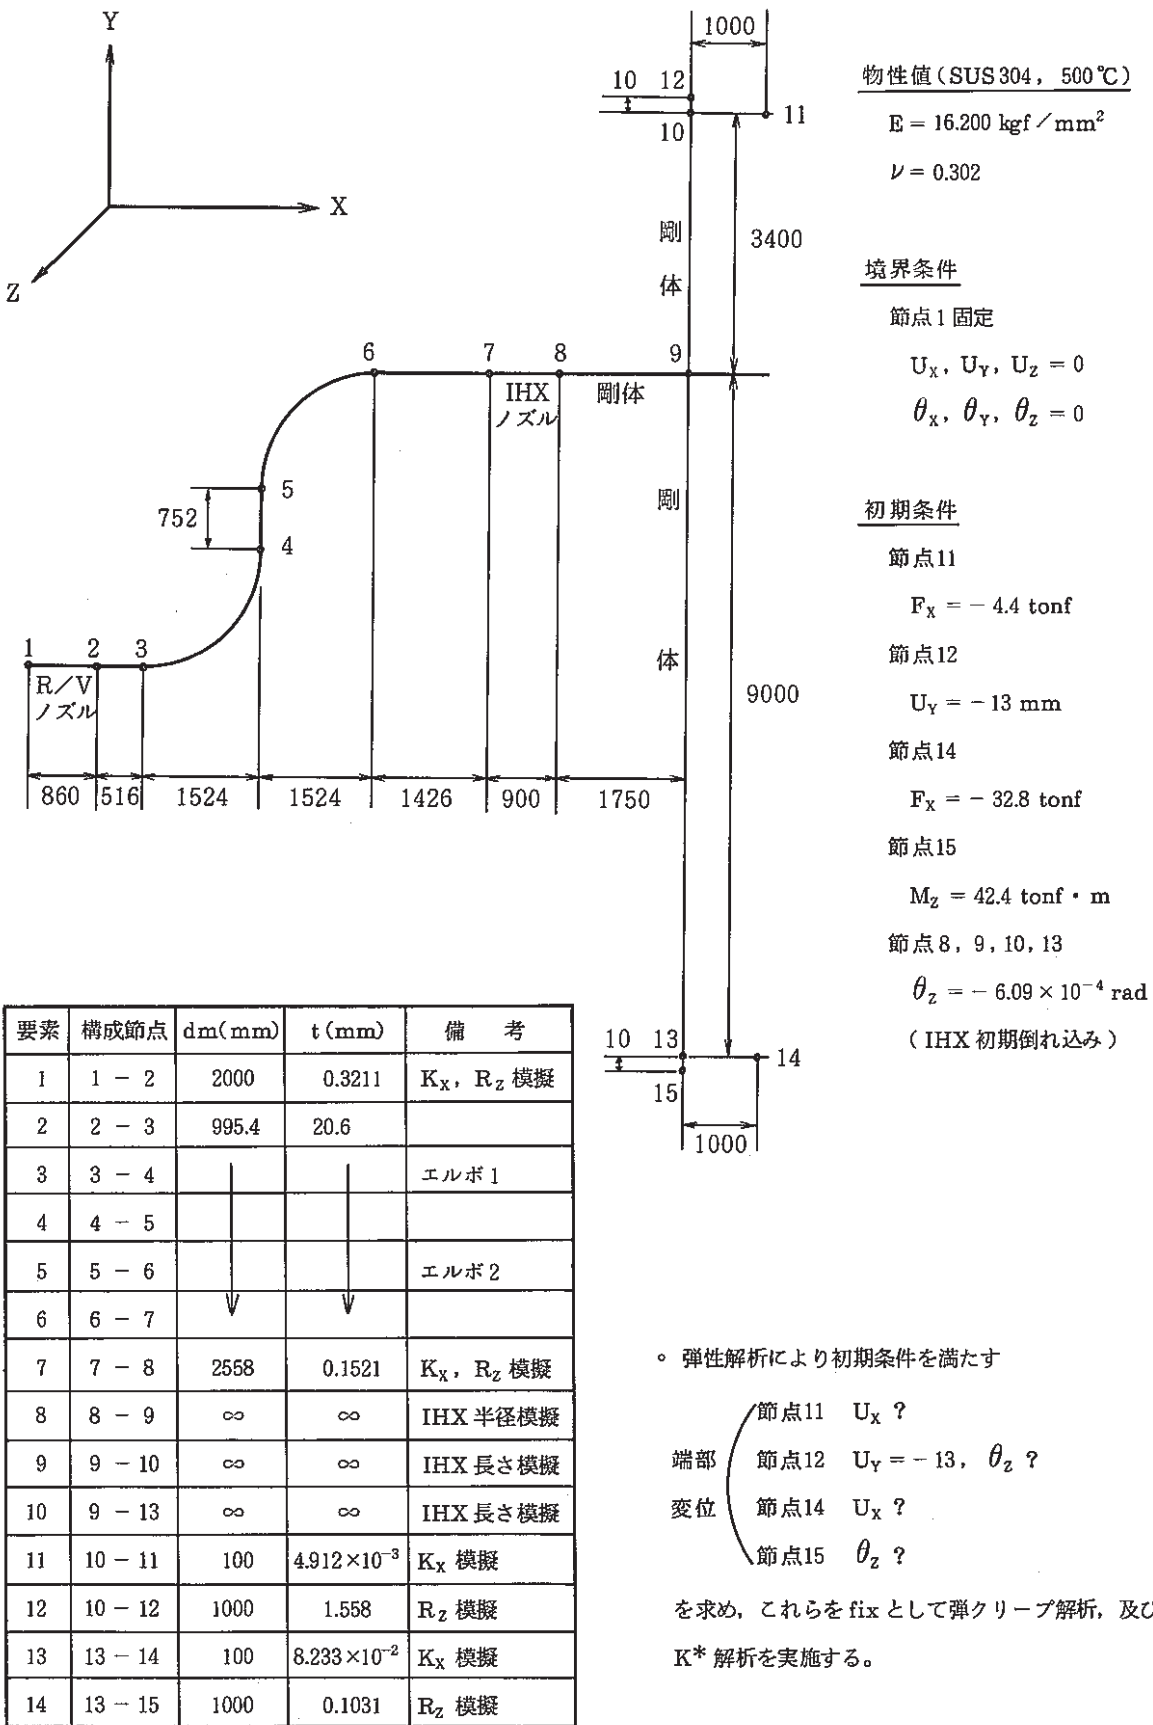 Y
X
Z
1000
10 12
11
10
剛
体
3400
6 7 8 9
IHX
ノズル
剛体
5
752
4
剛
体
1 2 3
R/V
ノズル
9000
860 516 1524 1524 1426 900 1750
10 13
14
15
1000
物性値(SUS304, 500℃)
E = 16.200 kgf/mm²
ν = 0.302
境界条件
節点1固定
U_X, U_Y, U_Z = 0
θ_X, θ_Y, θ_Z = 0
初期条件
節点11
F_X = - 4.4 tonf
節点12
U_Y = - 13 mm
節点14
F_X = - 32.8 tonf
節点15
M_Z = 42.4 tonf・m
節点8, 9, 10, 13
θ_Z = - 6.09 × 10⁻⁴ rad
(IHX初期倒れ込み)
要素 構成節点 dm(mm) t(mm) 備考
1 1 - 2 2000 0.3211 K_X, R_Z 模擬
2 2 - 3 995.4 20.6
3 3 - 4 エルボ1
4 4 - 5
5 5 - 6 エルボ2
6 6 - 7
7 7 - 8 2558 0.1521 K_X, R_Z 模擬
8 8 - 9 ∞ ∞ IHX半径模擬
9 9 - 10 ∞ ∞ IHX長さ模擬
10 9 - 13 ∞ ∞ IHX長さ模擬
11 10 - 11 100 4.912×10⁻³ K_X 模擬
12 10 - 12 1000 1.558 R_Z 模擬
13 13 - 14 100 8.233×10⁻² K_X 模擬
14 13 - 15 1000 0.1031 R_Z 模擬
。弾性解析により初期条件を満たす
端部
変位
節点11 U_X ?
節点12 U_Y = - 13, θ_Z ?
節点14 U_X ?
節点15 θ_Z ?
を求め, これらをfixとして弾クリープ解析, 及び
K* 解析を実施する。